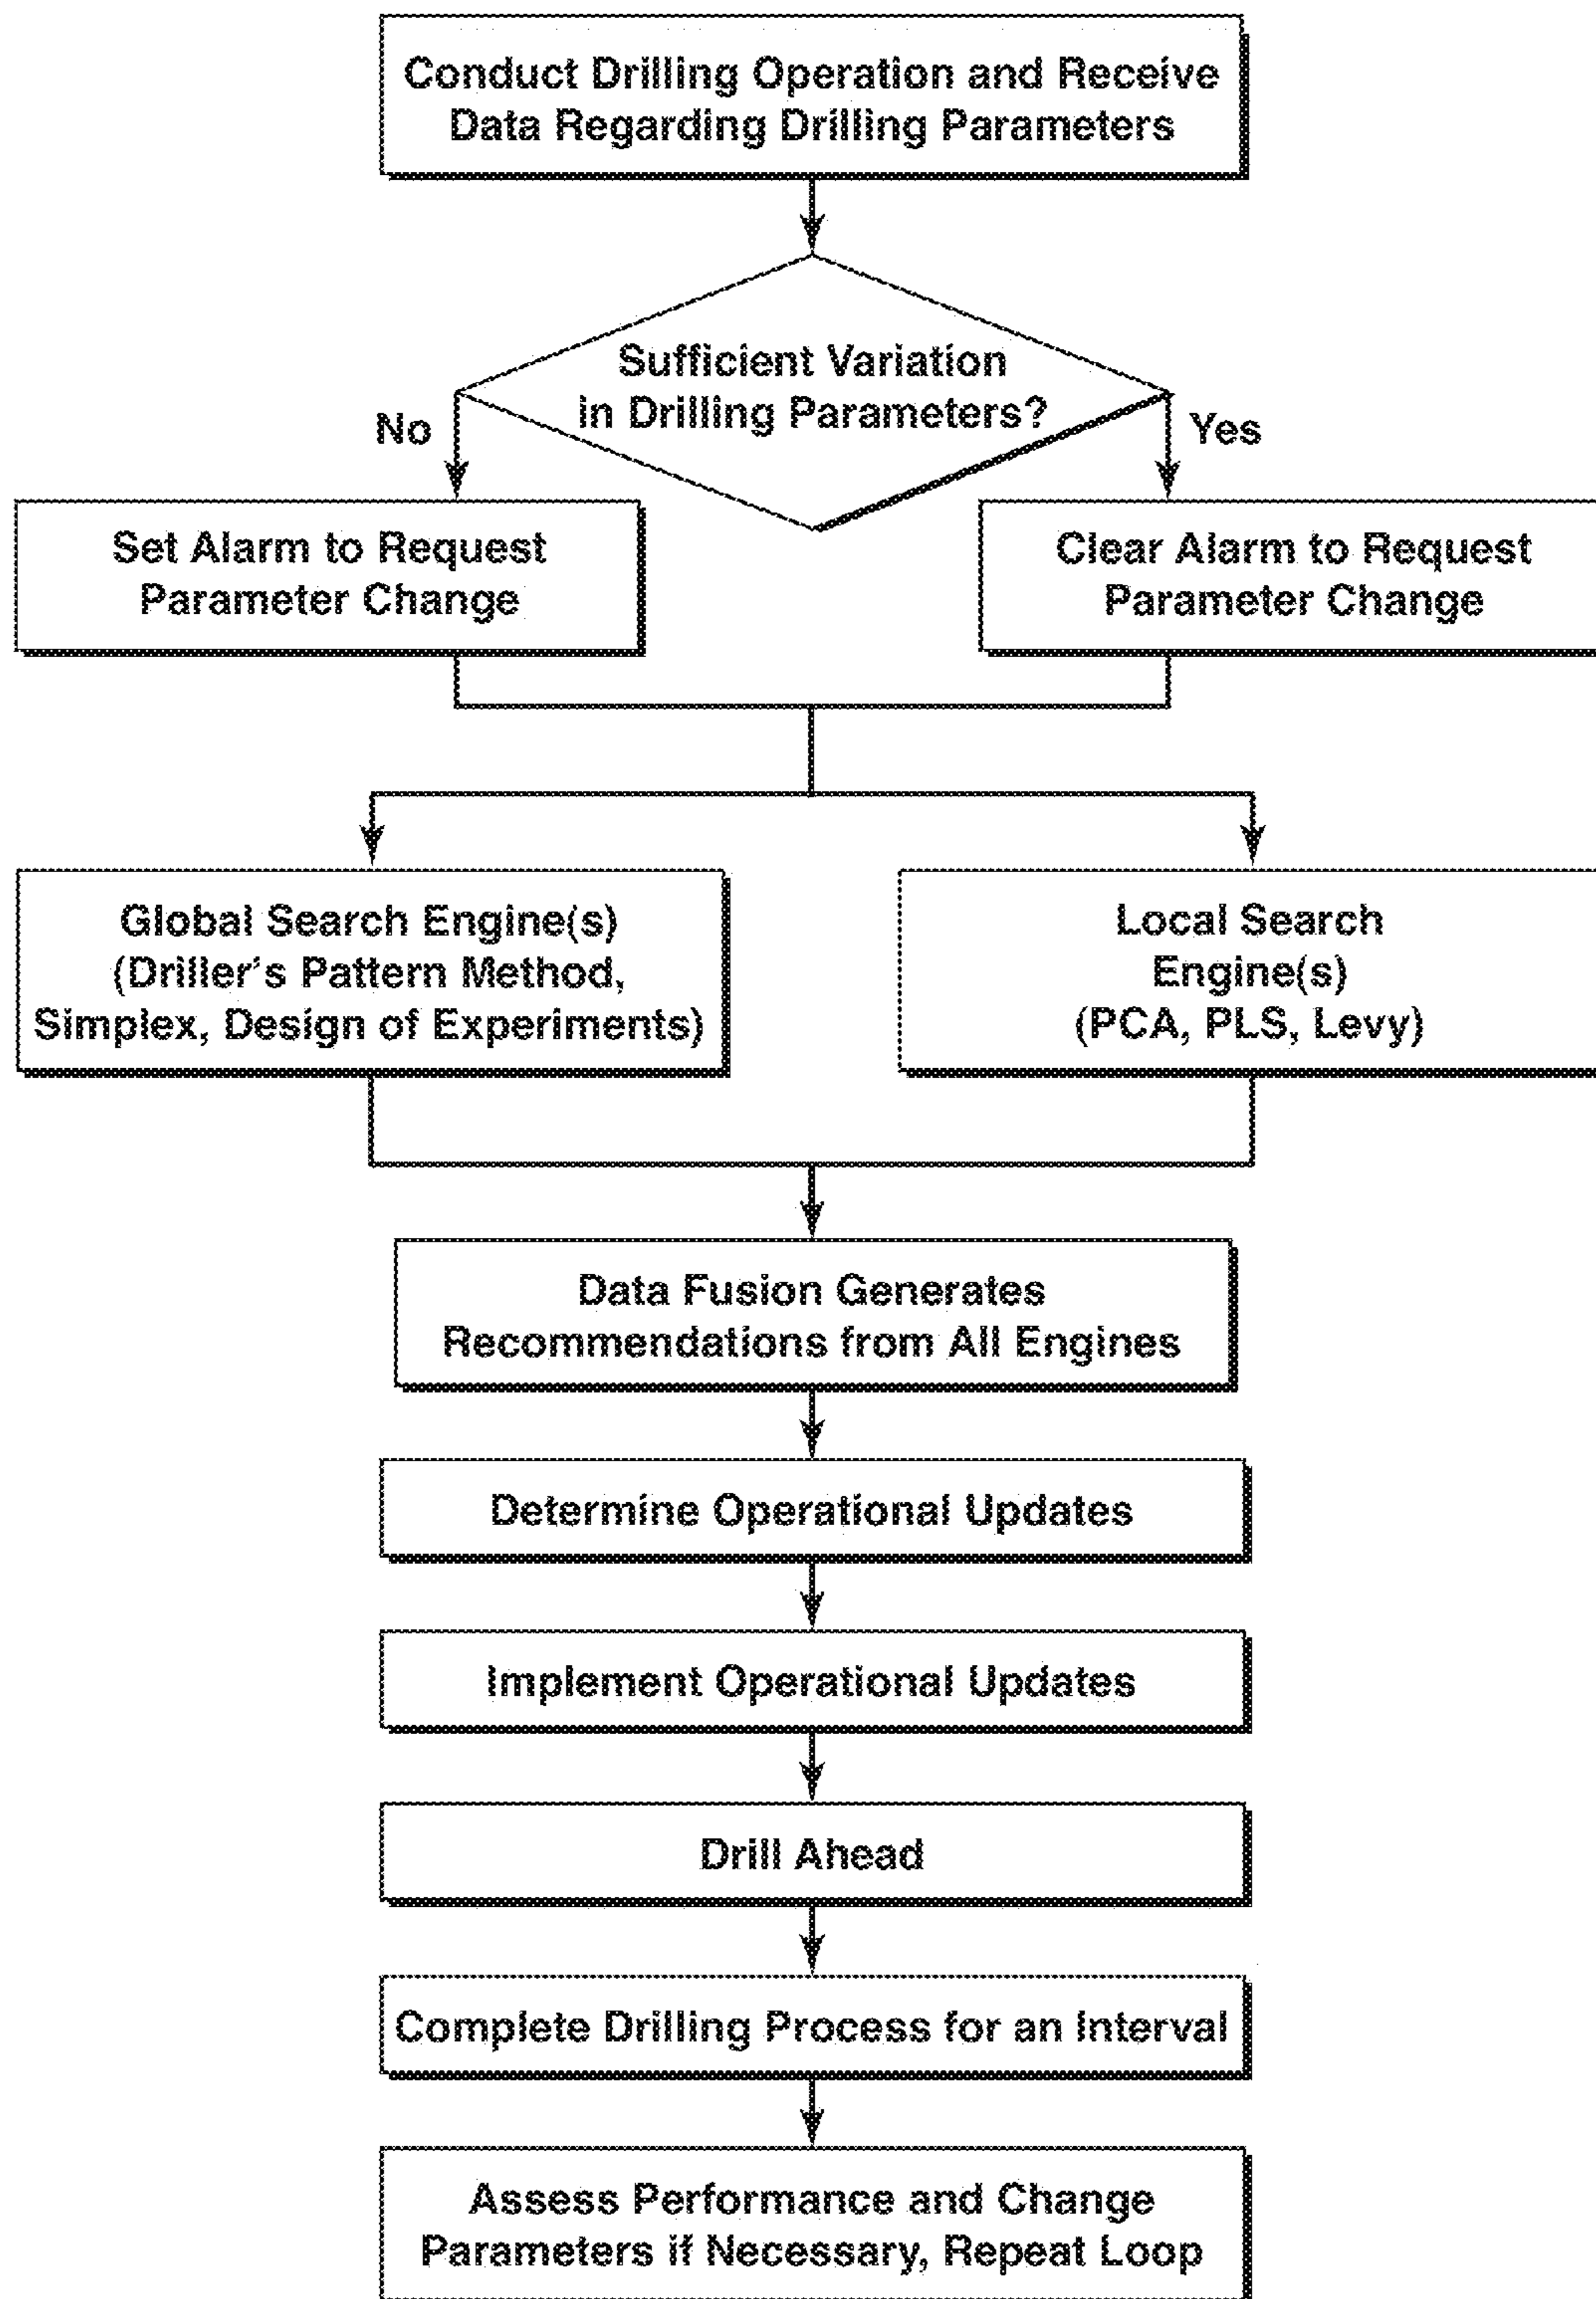 Conduct Drilling Operation and Receive
Data Regarding Drilling Parameters
Sufficient Variation
in Drilling Parameters?
No
Yes
Set Alarm to Request
Parameter Change
Clear Alarm to Request
Parameter Change
Global Search Engine(s)
(Driller's Pattern Method,
Simplex, Design of Experiments)
Local Search
Engine(s)
(PCA, PLS, Levy)
Data Fusion Generates
Recommendations from All Engines
Determine Operational Updates
Implement Operational Updates
Drill Ahead
Complete Drilling Process for an Interval
Assess Performance and Change
Parameters if Necessary, Repeat Loop